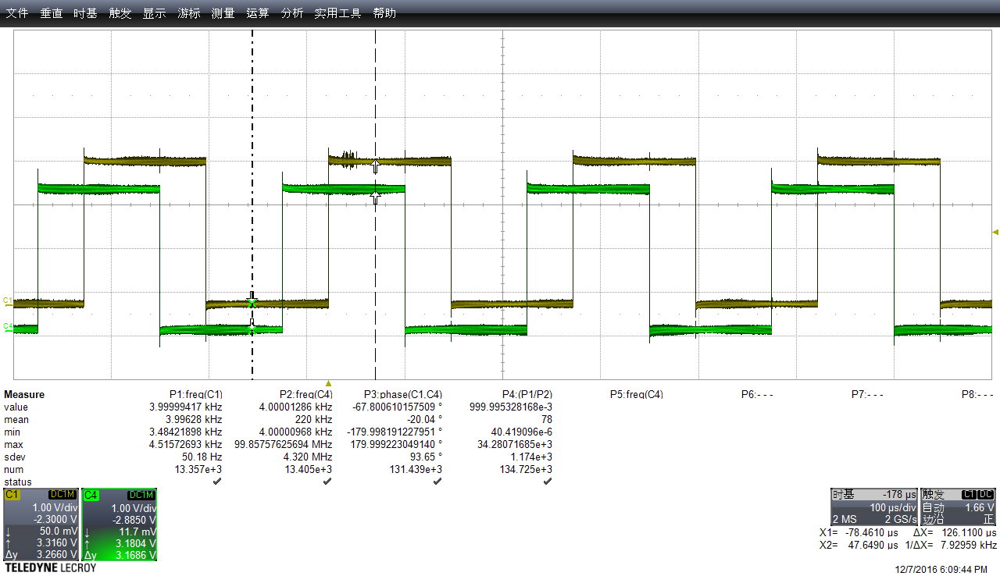 文件 垂直 时基 触发 显示 游标 测量 运算 分析 实用工具 帮助
C1
C4
Measure P1:freq(C1) P2:freq(C4) P3:phase(C1,C4) P4:(P1/P2) P5:freq(C4) P6:- - - P7:- - - P8:- - -
value 3.99999417 kHz 4.00001286 kHz -67.800610157509 ° 999.995328168e-3
mean 3.99628 kHz 220 kHz -20.04 ° 78
min 3.48421898 kHz 4.00000968 kHz -179.998191227951 ° 40.419096e-6
max 4.51572693 kHz 99.85757625694 MHz 179.999223049140 ° 34.28071685e+3
sdev 50.18 Hz 4.320 MHz 93.65 ° 1.174e+3
num 13.357e+3 13.405e+3 131.439e+3 134.725e+3
status ✓ ✓ ✓ ✓
C1 DC1M
1.00 V/div
-2.3000 V
↓ 50.0 mV
↑ 3.3160 V
Δy 3.2660 V
C4 DC1M
1.00 V/div
-2.8850 V
↓ 11.7 mV
↑ 3.1804 V
Δy 3.1686 V
时基 -178 µs
100 µs/div
2 MS 2 GS/s
触发 C1 DC
自动 1.66 V
边沿 正
X1= -78.4610 µs ΔX= 126.1100 µs
X2= 47.6490 µs 1/ΔX= 7.92959 kHz
TELEDYNE LECROY
12/7/2016 6:09:44 PM